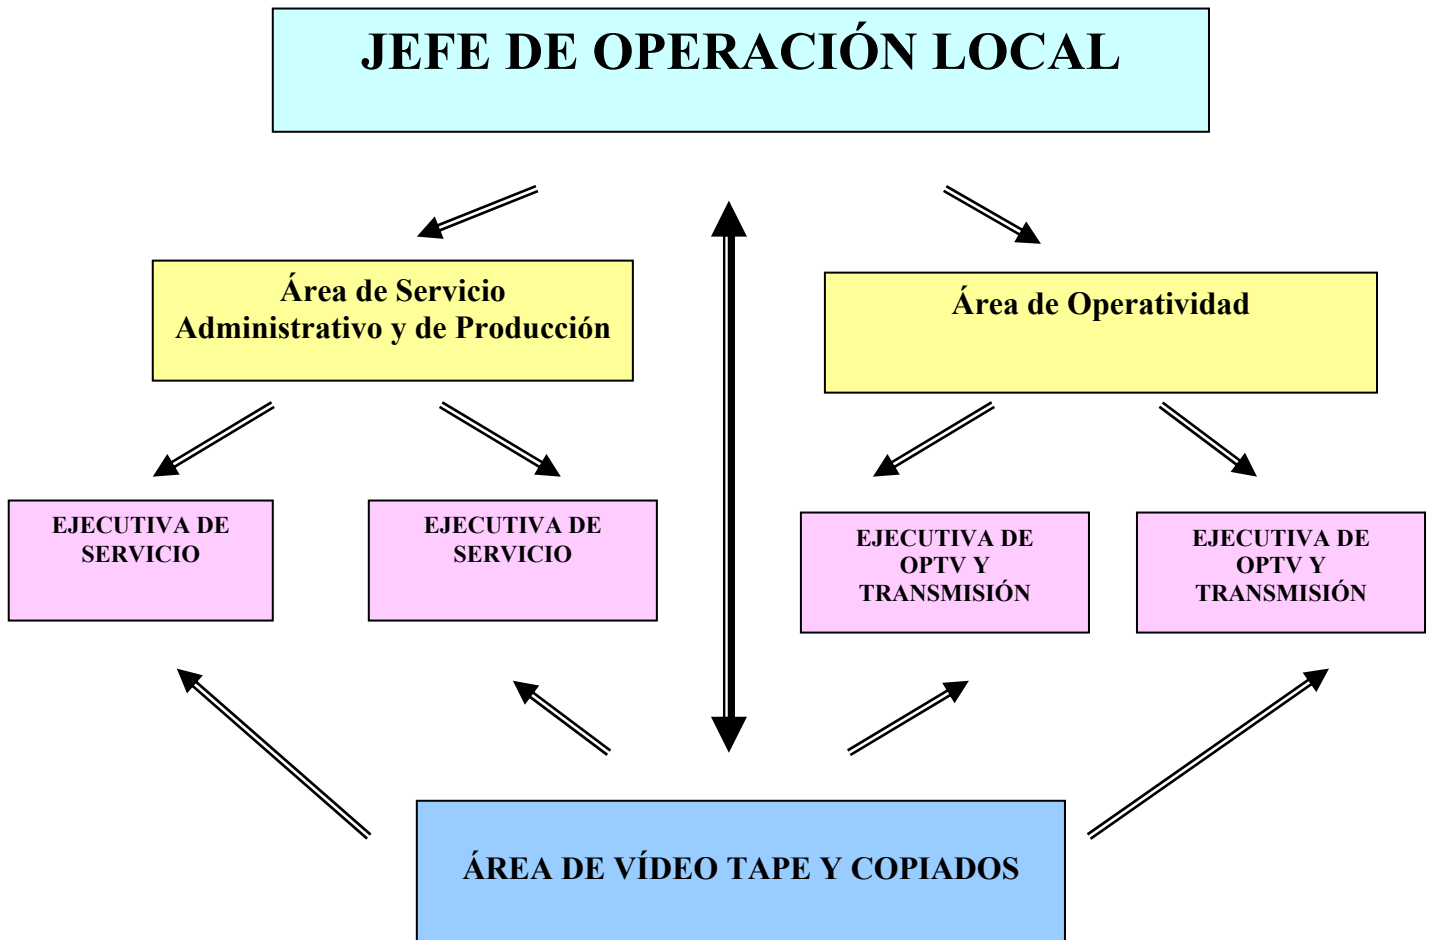 JEFE DE OPERACIÓN LOCAL
Área de Servicio
Administrativo y de Producción
Área de Operatividad
EJECUTIVA DE
SERVICIO
EJECUTIVA DE
SERVICIO
EJECUTIVA DE
OPTV Y
TRANSMISIÓN
EJECUTIVA DE
OPTV Y
TRANSMISIÓN
ÁREA DE VÍDEO TAPE Y COPIADOS